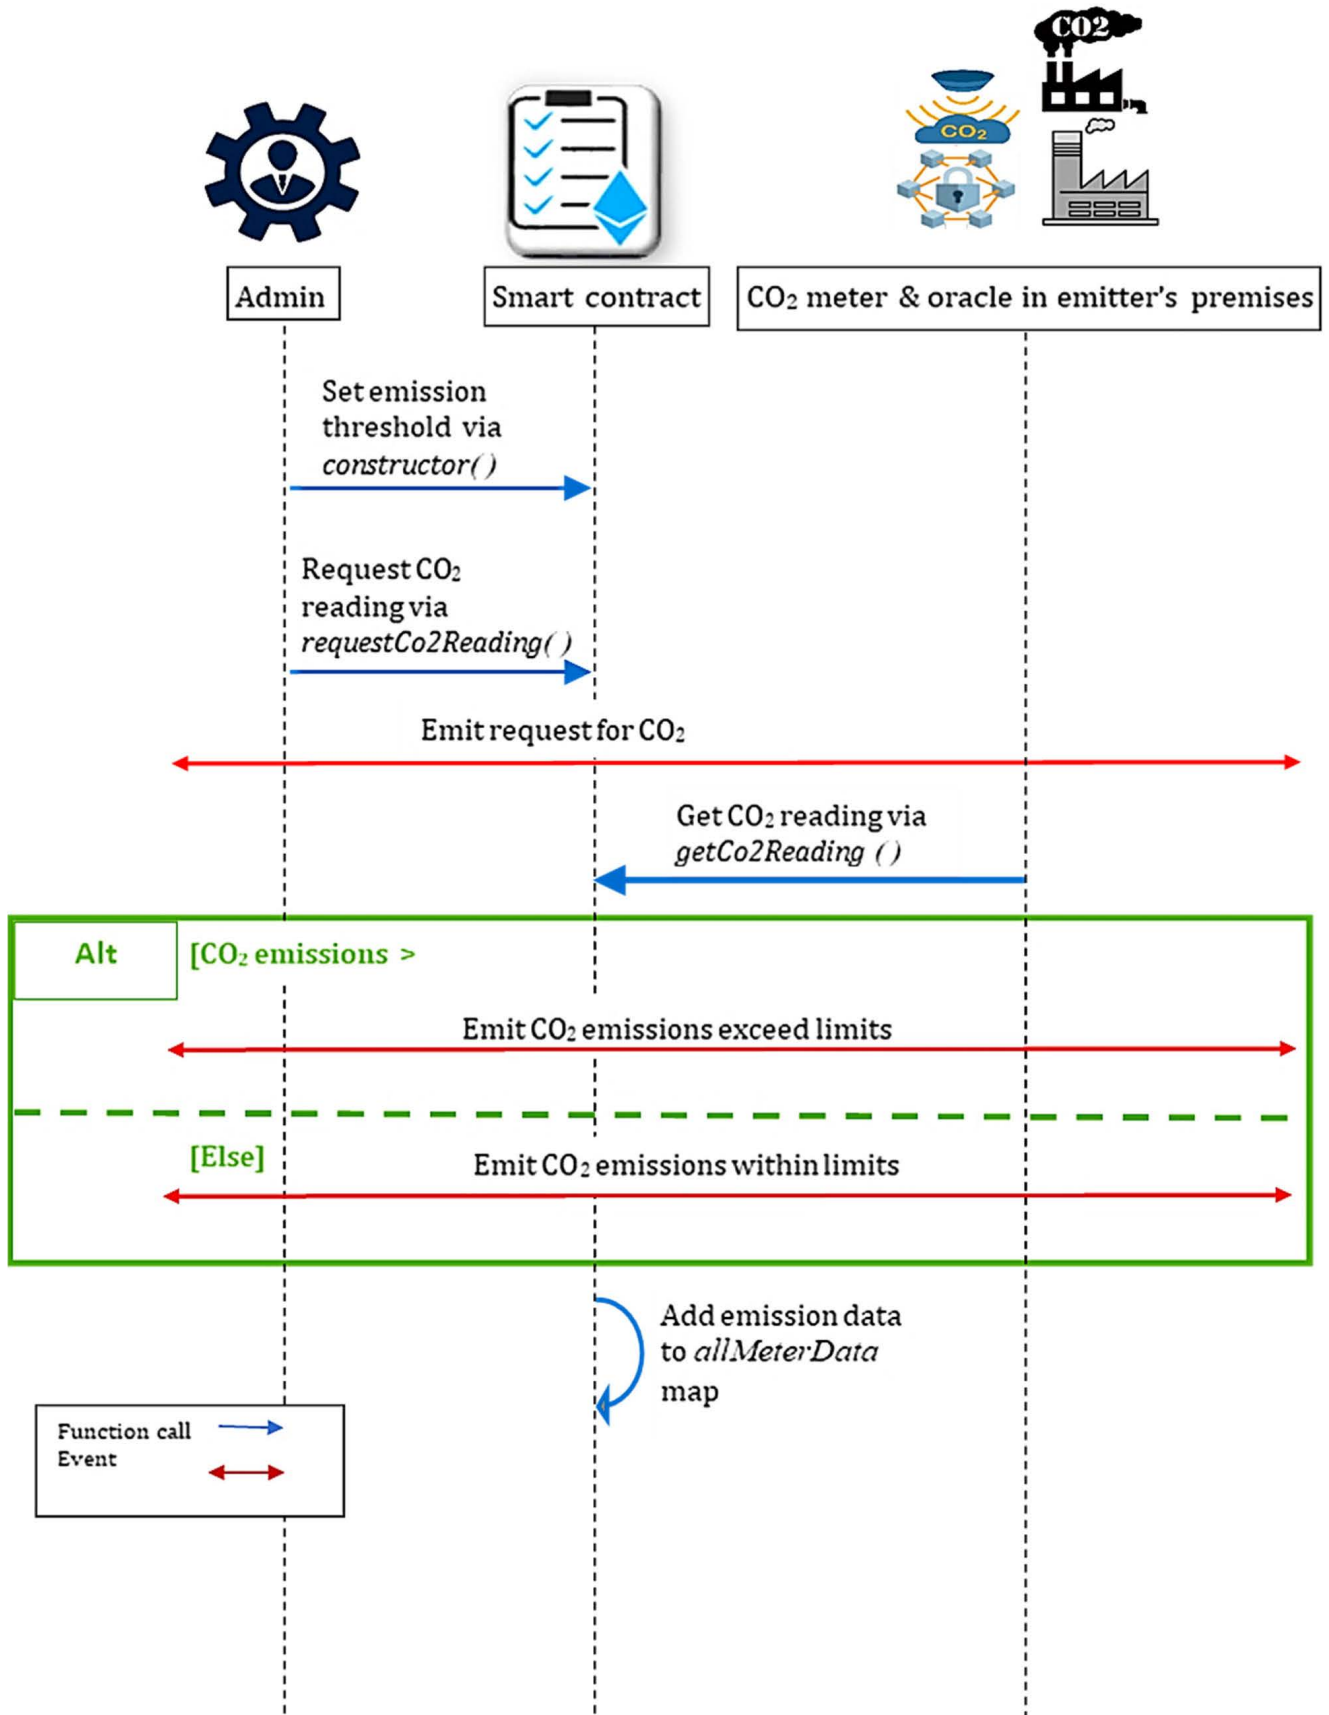 CO2
CO₂
Admin
Smart contract
CO₂ meter & oracle in emitter's premises
Set emission
threshold via
constructor( )
Request CO₂
reading via
requestCo2Reading( )
Emit request for CO₂
Get CO₂ reading via
getCo2Reading ( )
Alt
[CO₂ emissions >
Emit CO₂ emissions exceed limits
[Else]
Emit CO₂ emissions within limits
Add emission data
to allMeterData
map
Function call
Event